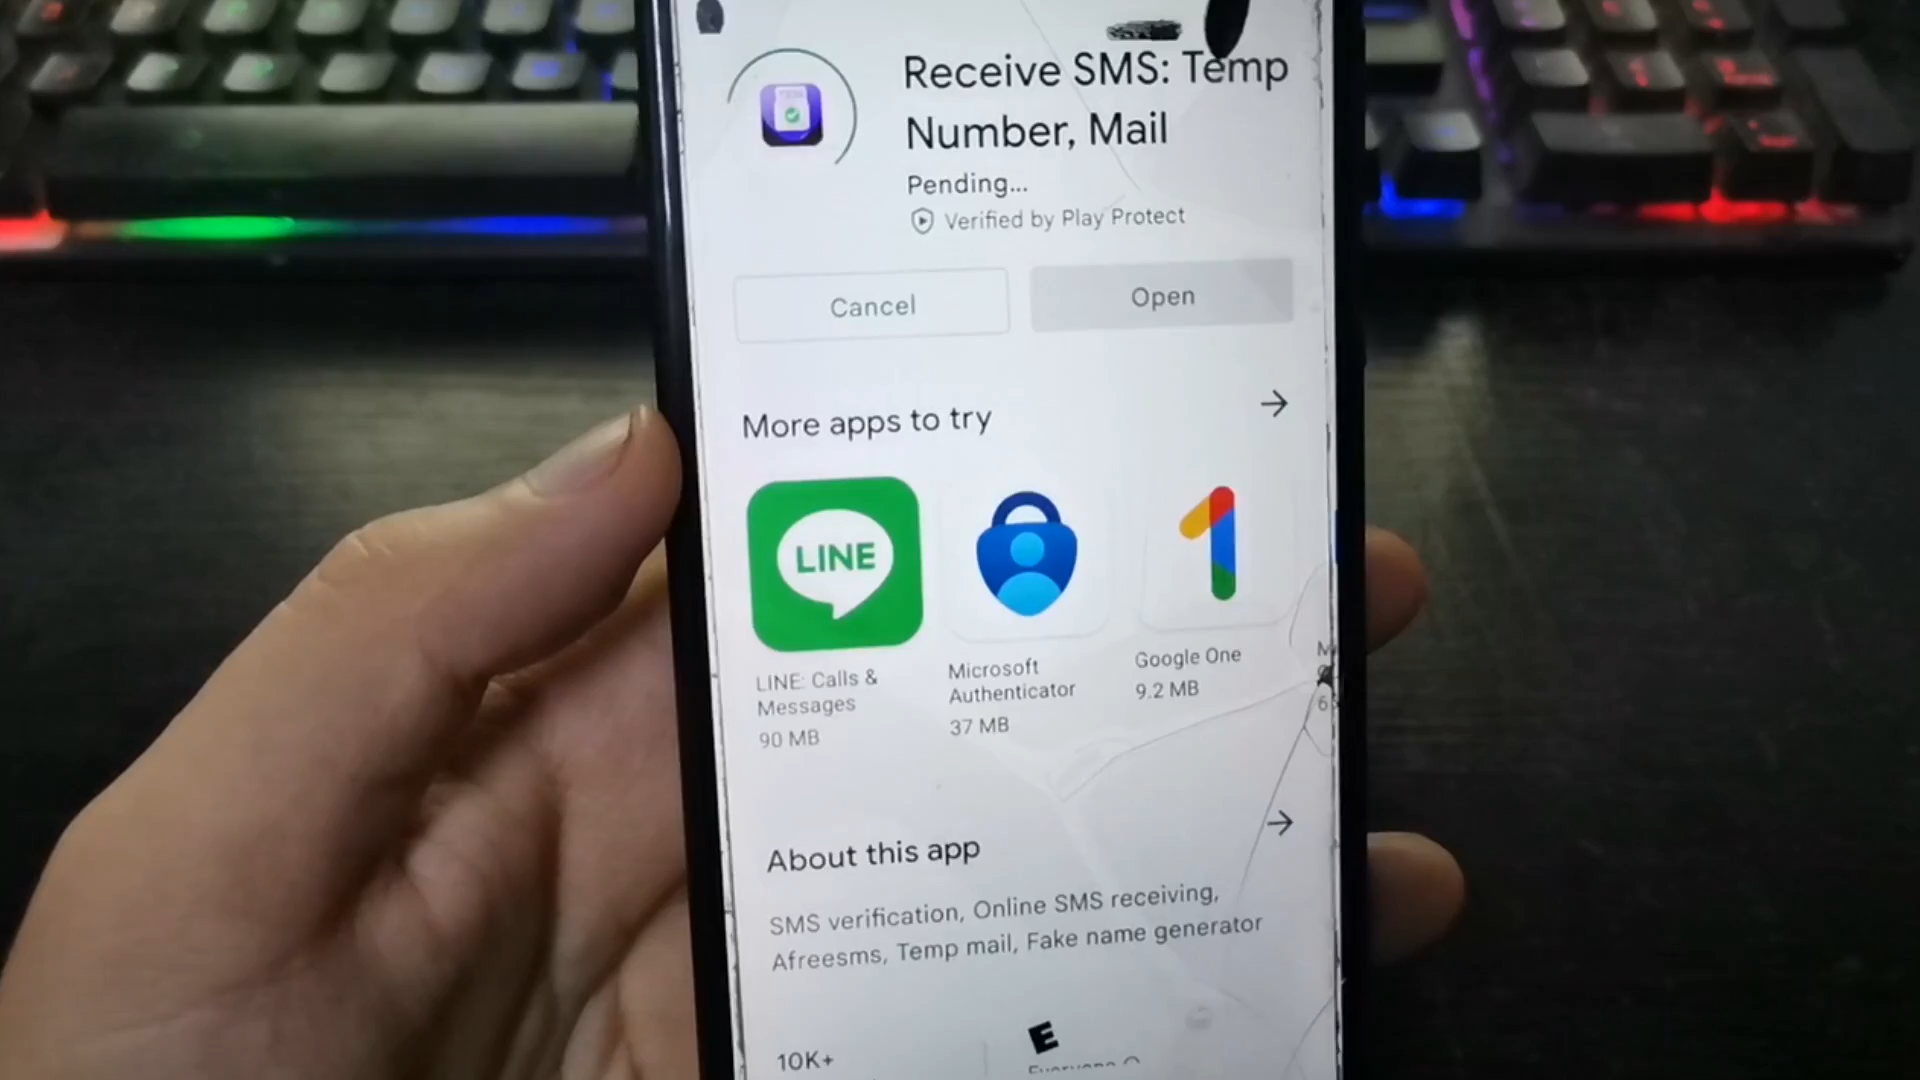 Receive SMS: Temp
Number, Mail
Pending...
Verified by Play Protect
Cancel
Open
More apps to try
LINE
LINE: Calls &
Messages
90 MB
Microsoft
Authenticator
37 MB
Google One
9.2 MB
About this app
SMS verification, Online SMS receiving,
Afreesms, Temp mail, Fake name generator
10K+
E